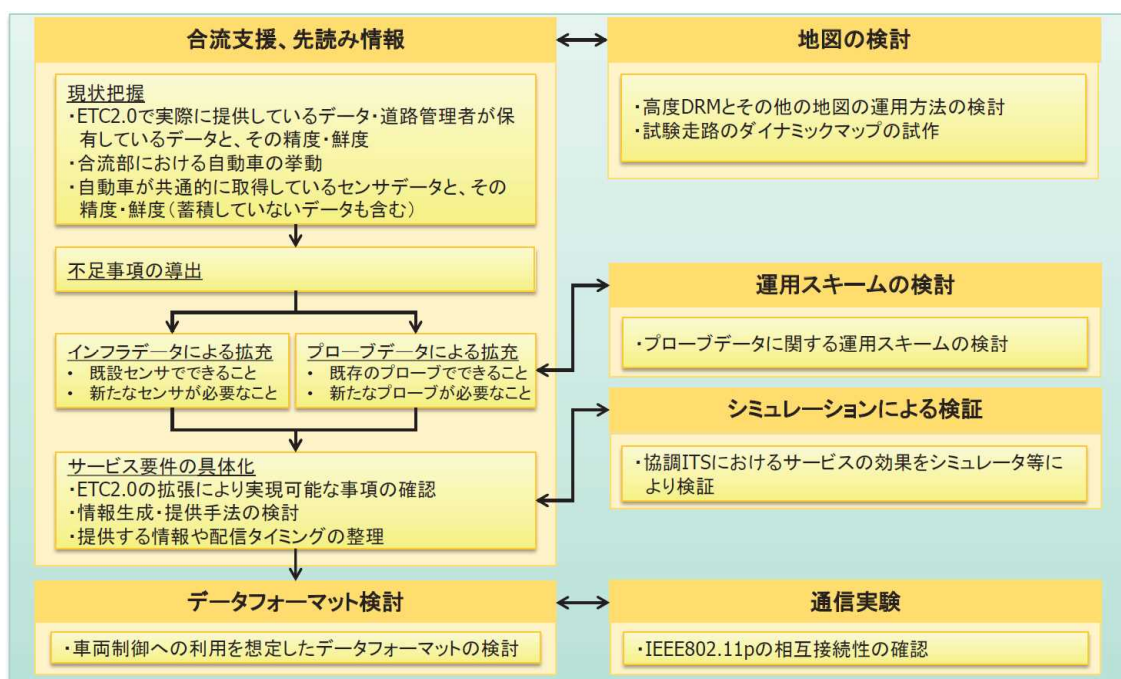 合流支援、先読み情報
現状把握
・ETC2.0で実際に提供しているデータ・道路管理者が保
有しているデータと、その精度・鮮度
・合流部における自動車の挙動
・自動車が共通的に取得しているセンサデータと、その
精度・鮮度（蓄積していないデータも含む）
不足事項の導出
インフラデータによる拡充
• 既設センサでできること
• 新たなセンサが必要なこと
プローブデータによる拡充
• 既存のプローブでできること
• 新たなプローブが必要なこと
サービス要件の具体化
・ETC2.0の拡張により実現可能な事項の確認
・情報生成・提供手法の検討
・提供する情報や配信タイミングの整理
データフォーマット検討
・車両制御への利用を想定したデータフォーマットの検討
地図の検討
・高度DRMとその他の地図の運用方法の検討
・試験走路のダイナミックマップの試作
運用スキームの検討
・プローブデータに関する運用スキームの検討
シミュレーションによる検証
・協調ITSにおけるサービスの効果をシミュレータ等に
より検証
通信実験
・IEEE802.11pの相互接続性の確認